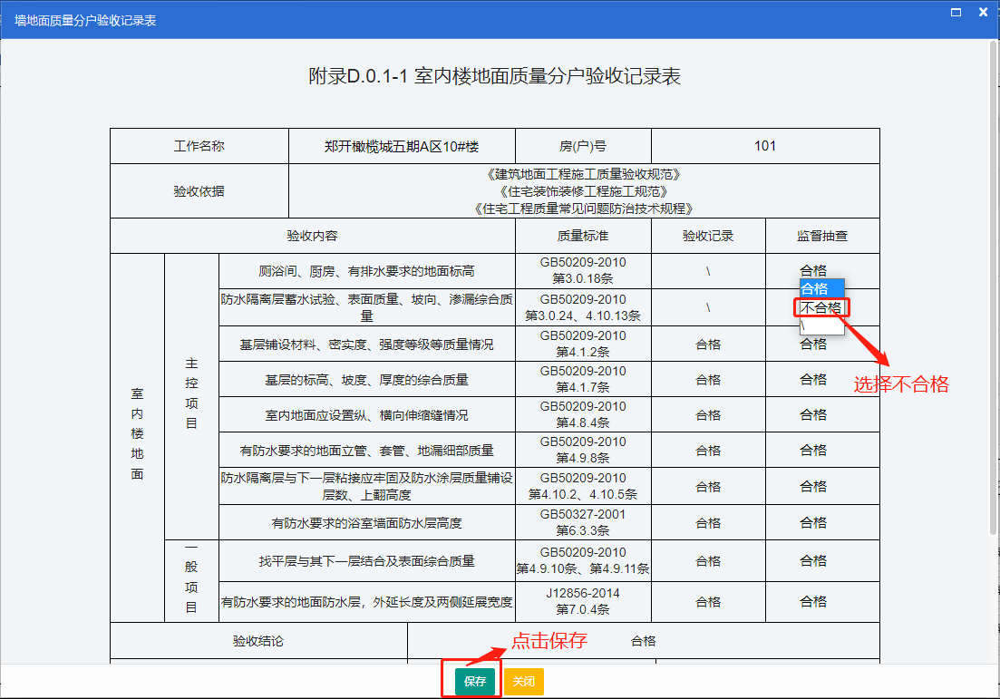 墙地面质量分户验收记录表
附录D.0.1-1 室内楼地面质量分户验收记录表
工作名称 郑开橄榄城五期A区10#楼 房(户)号 101
验收依据
《建筑地面工程施工质量验收规范》
《住宅装饰装修工程施工规范》
《住宅工程质量常见问题防治技术规程》
验收内容 质量标准 验收记录 监督抽查
室内楼地面
主控项目
厕浴间、厨房、有排水要求的地面标高
GB50209-2010
第3.0.18条
\ 合格
合格
不合格
\
防水隔离层蓄水试验、表面质量、坡向、渗漏综合质
量
GB50209-2010
第3.0.24、4.10.13条
\
基层铺设材料、密实度、强度等级等质量情况
GB50209-2010
第4.1.2条
合格 合格
选择不合格
基层的标高、坡度、厚度的综合质量
GB50209-2010
第4.1.7条
合格 合格
室内地面应设置纵、横向伸缩缝情况
GB50209-2010
第4.8.4条
合格 合格
有防水要求的地面立管、套管、地漏细部质量
GB50209-2010
第4.9.8条
合格 合格
防水隔离层与下一层粘接应牢固及防水涂层质量铺设
层数、上翻高度
GB50209-2010
第4.10.2、4.10.5条
合格 合格
有防水要求的浴室墙面防水层高度
GB50327-2001
第6.3.3条
合格 合格
一般项目
找平层与其下一层结合及表面综合质量
GB50209-2010
第4.9.10条、第4.9.11条
合格 合格
有防水要求的地面防水层，外延长度及两侧延展宽度
J12856-2014
第7.0.4条
合格 合格
验收结论 合格
点击保存
保存 关闭